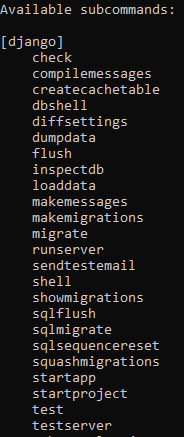 Available subcommands:
[django]
check
compilemessages
createcachetable
dbshell
diffsettings
dumpdata
flush
inspectdb
loaddata
makemessages
makemigrations
migrate
runserver
sendtestemail
shell
showmigrations
sqlflush
sqlmigrate
sqlsequencereset
squashmigrations
startapp
startproject
test
testserver